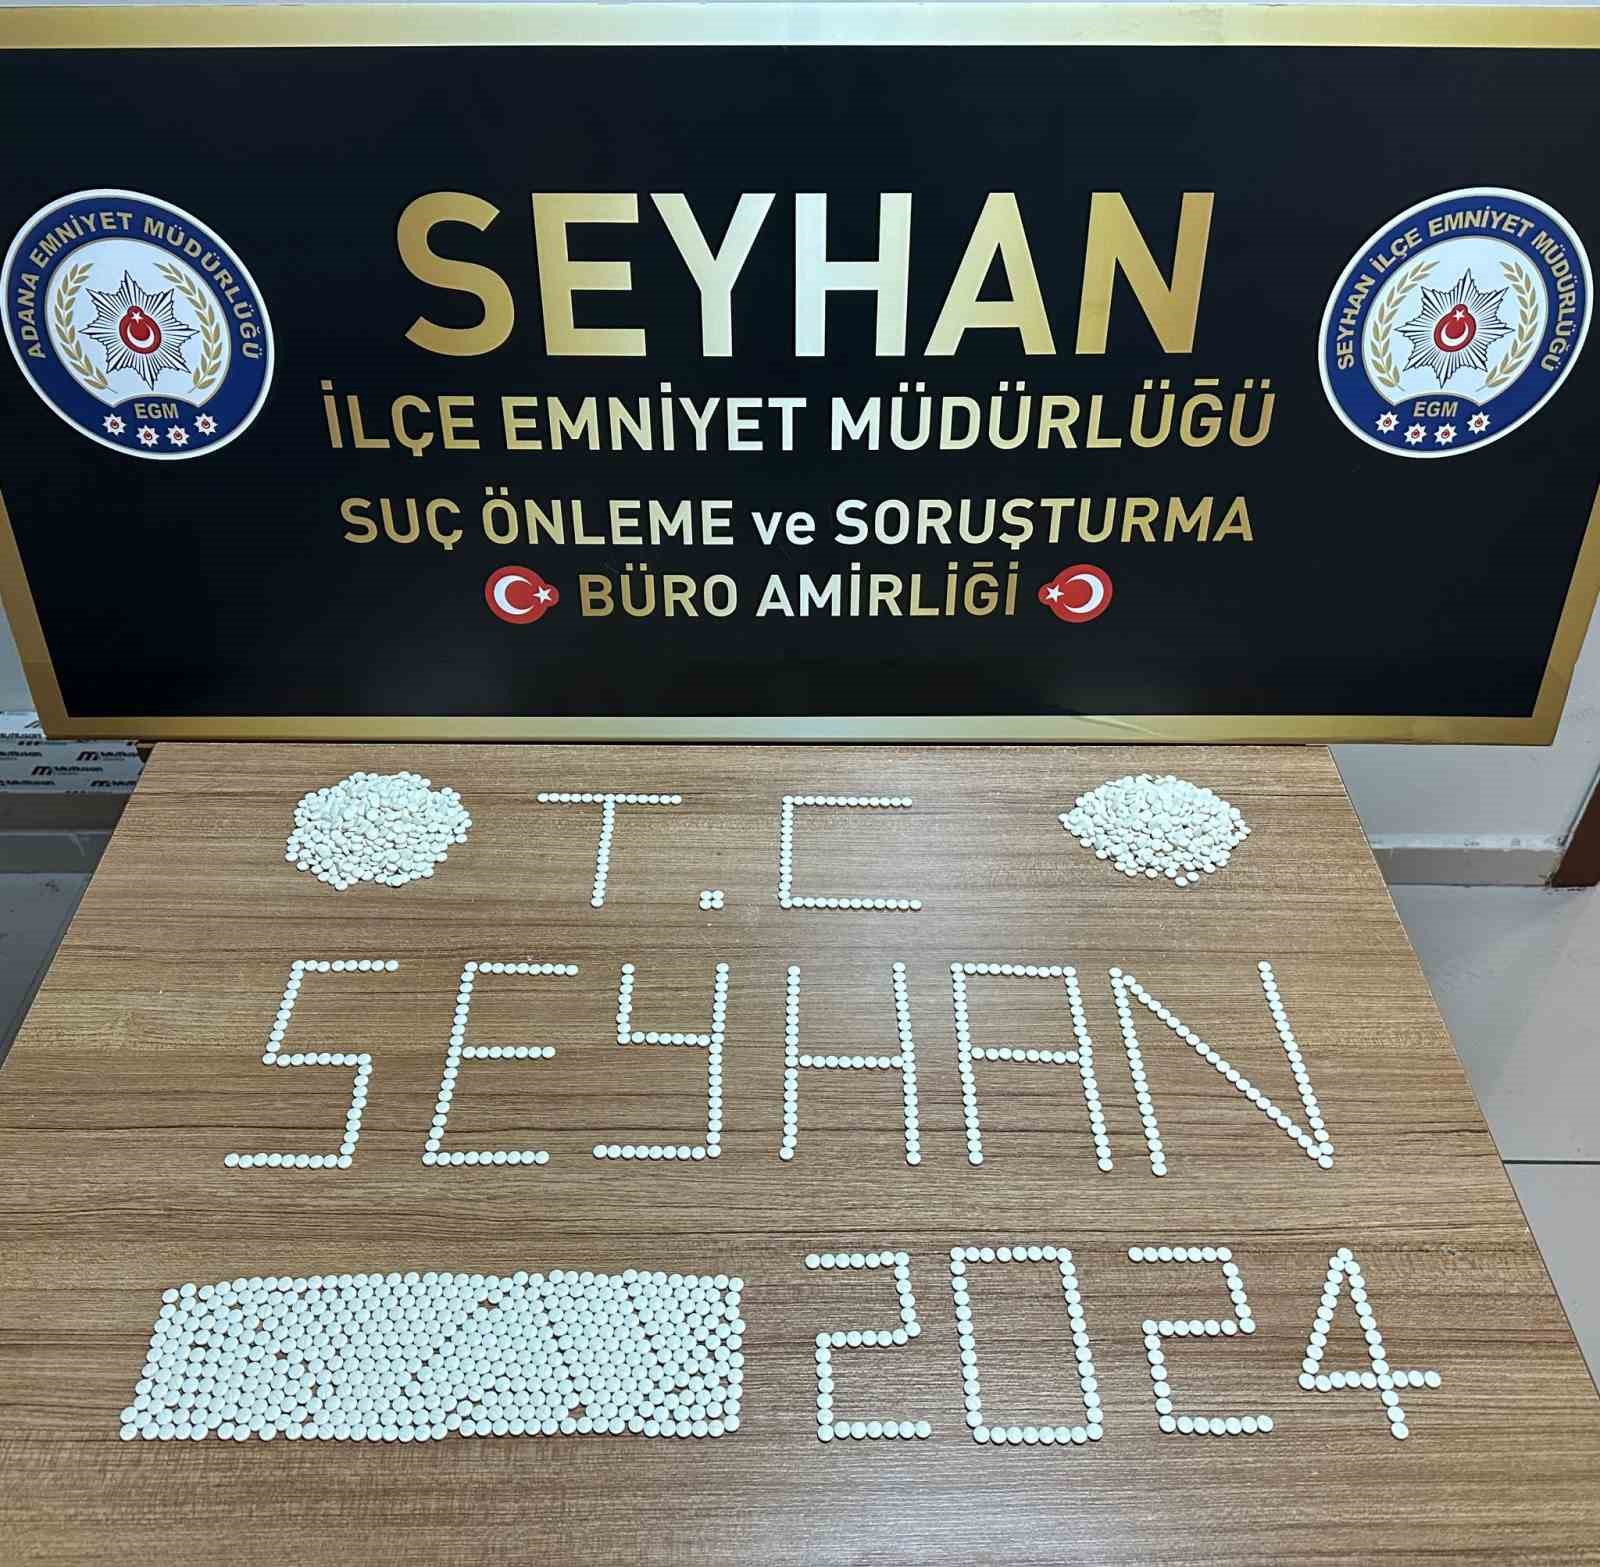 SEYHAN
İLÇE EMNİYET MÜDÜRLÜĞÜ
SUÇ ÖNLEME ve SORUŞTURMA
BÜRO AMİRLİĞİ
ADANA EMNİYET MÜDÜRLÜĞÜ
EGM
SEYHAN İLÇE EMNİYET MÜDÜRLÜĞÜ
EGM
T.C
SEYHAN
2024